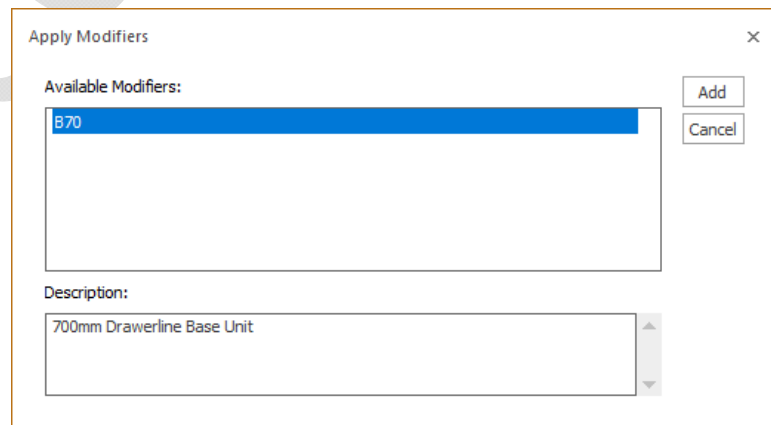 Apply Modifiers
Available Modifiers:
Add
B70
Cancel
Description:
700mm Drawerline Base Unit